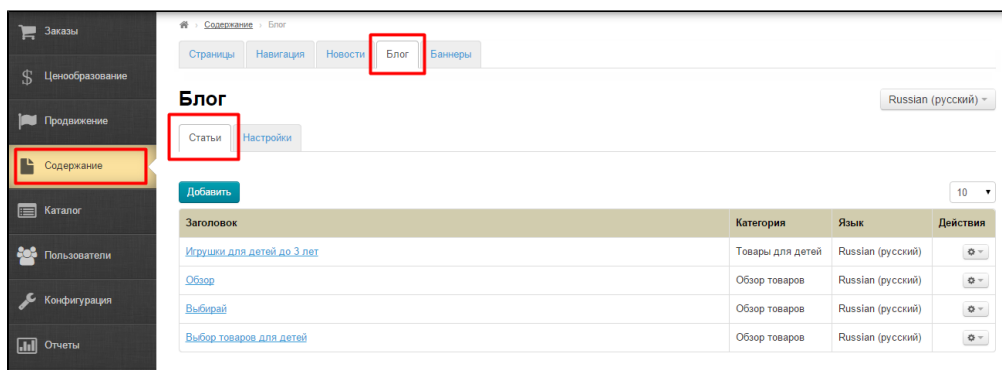 Заказы
Ценообразование
Продвижение
Содержание
Каталог
Пользователи
Конфигурация
Отчеты
Содержание Блог
Страницы Навигация Новости Блог Баннеры
Блог
Russian (русский)
Статьи Настройки
Добавить
10
Заголовок Категория Язык Действия
Игрушки для детей до 3 лет Товары для детей Russian (русский)
Обзор Обзор товаров Russian (русский)
Выбирай Обзор товаров Russian (русский)
Выбор товаров для детей Обзор товаров Russian (русский)